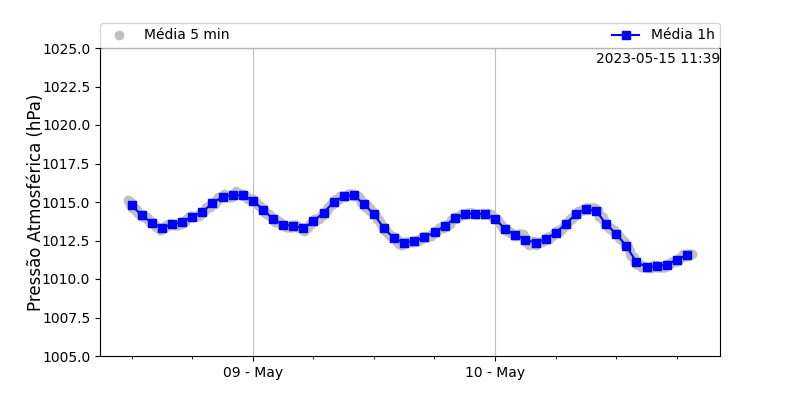 Média 5 min
Média 1h
2023-05-15 11:39
Pressão Atmosférica (hPa)
1025.0
1022.5
1020.0
1017.5
1015.0
1012.5
1010.0
1007.5
1005.0
09 - May
10 - May